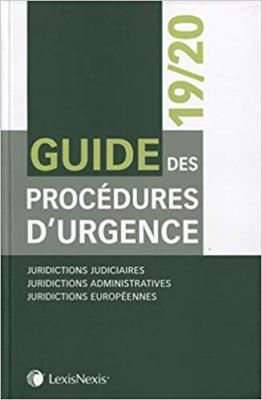 19/20
GUIDE DES
PROCÉDURES
D'URGENCE
JURIDICTIONS JUDICIAIRES
JURIDICTIONS ADMINISTRATIVES
JURIDICTIONS EUROPÉENNES
LexisNexis®